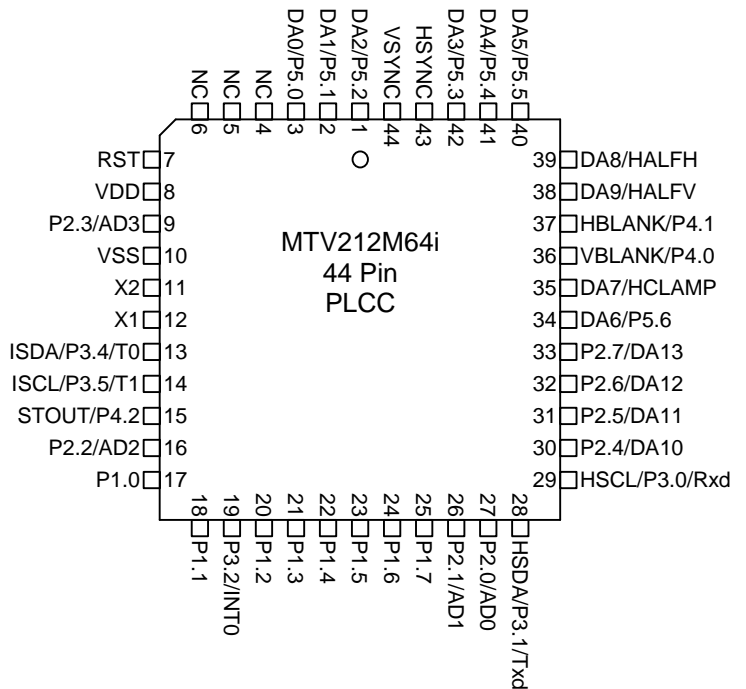 DA0/P5.0
DA1/P5.1
DA2/P5.2
VSYNC
HSYNC
DA3/P5.3
DA4/P5.4
DA5/P5.5
NC
NC
NC
6
5
4
3
2
1
44
43
42
41
40
RST 7
VDD 8
P2.3/AD3 9
VSS 10
X2 11
X1 12
ISDA/P3.4/T0 13
ISCL/P3.5/T1 14
STOUT/P4.2 15
P2.2/AD2 16
P1.0 17
MTV212M64i
44 Pin
PLCC
39 DA8/HALFH
38 DA9/HALFV
37 HBLANK/P4.1
36 VBLANK/P4.0
35 DA7/HCLAMP
34 DA6/P5.6
33 P2.7/DA13
32 P2.6/DA12
31 P2.5/DA11
30 P2.4/DA10
29 HSCL/P3.0/Rxd
18 P1.1
19 P3.2/INT0
20 P1.2
21 P1.3
22 P1.4
23 P1.5
24 P1.6
25 P1.7
26 P2.1/AD1
27 P2.0/AD0
28 HSDA/P3.1/Txd